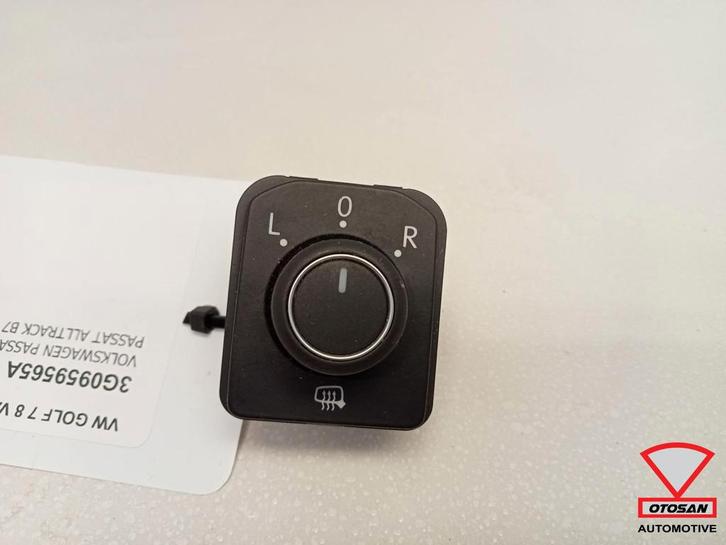 0
L
R
VW GOLF 7 8 V
3G0959565A
VOLKSWAGEN PASSA
PASSAT ALLTRACK B7
OTOSAN
AUTOMOTIVE